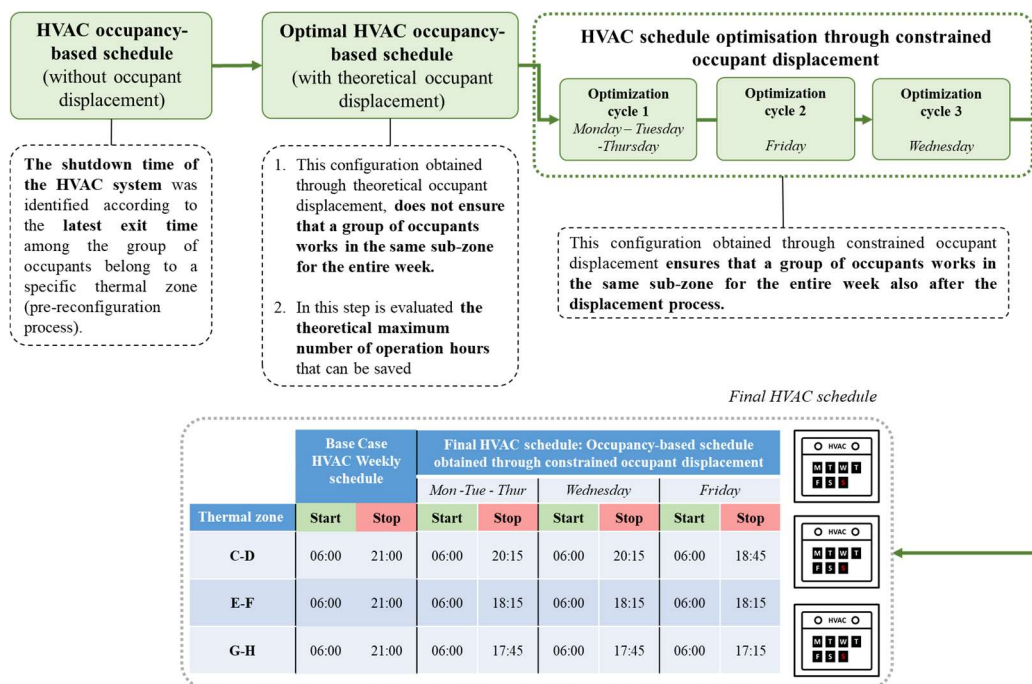 HVAC occupancy-
based schedule
(without occupant
displacement)
Optimal HVAC occupancy-
based schedule
(with theoretical occupant
displacement)
HVAC schedule optimisation through constrained
occupant displacement
Optimization
cycle 1
Monday – Tuesday
-Thursday
Optimization
cycle 2
Friday
Optimization
cycle 3
Wednesday
The shutdown time of
the HVAC system was
identified according to
the latest exit time
among the group of
occupants belong to a
specific thermal zone
(pre-reconfiguration
process).
1. This configuration obtained
through theoretical occupant
displacement, does not ensure
that a group of occupants
works in the same sub-zone
for the entire week.
2. In this step is evaluated the
theoretical maximum
number of operation hours
that can be saved
This configuration obtained through constrained occupant
displacement ensures that a group of occupants works in
the same sub-zone for the entire week also after the
displacement process.
Final HVAC schedule
Base Case
HVAC Weekly
schedule
Final HVAC schedule: Occupancy-based schedule
obtained through constrained occupant displacement
Mon -Tue - Thur Wednesday Friday
Thermal zone Start Stop Start Stop Start Stop Start Stop
C-D 06:00 21:00 06:00 20:15 06:00 20:15 06:00 18:45
E-F 06:00 21:00 06:00 18:15 06:00 18:15 06:00 18:15
G-H 06:00 21:00 06:00 17:45 06:00 17:45 06:00 17:15
HVAC
M T W T
F S S
HVAC
M T W T
F S S
HVAC
M T W T
F S S